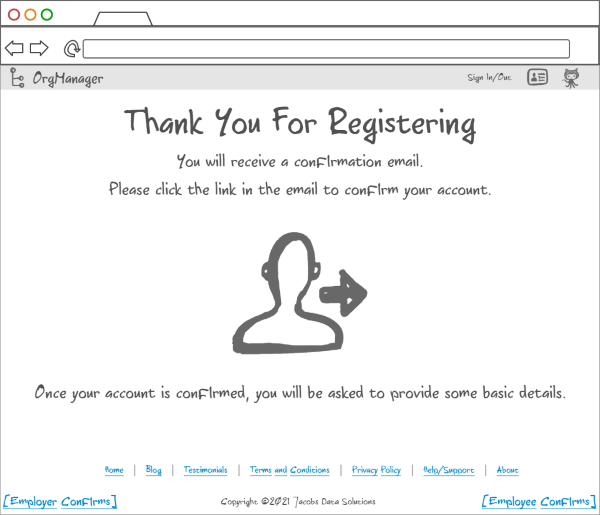 OrgManager Sign In/Out
Thank You For Registering
You will receive a confirmation email.
Please click the link in the email to confirm your account.
Once your account is confirmed, you will be asked to provide some basic details.
Home | Blog | Testimonials | Terms and Conditions | Privacy Policy | Help/Support | About
[Employer Confirms] Copyright ©2021 Jacobs Data Solutions [Employee Confirms]